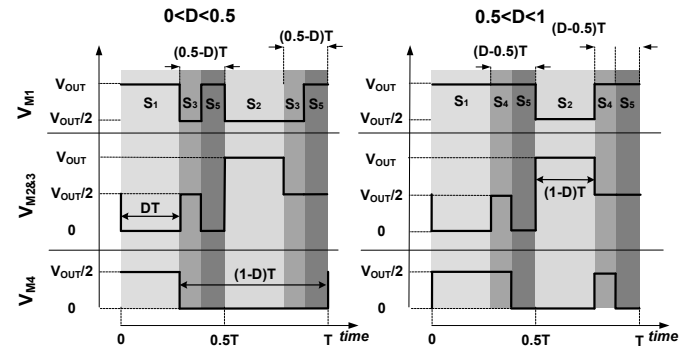 0<D<0.5
0.5<D<1
(0.5-D)T
(0.5-D)T
(D-0.5)T
(D-0.5)T
VM1
VOUT
VOUT/2
S1 S3 S5 S2 S3 S5
VOUT
VOUT/2
S1 S4 S5 S2 S4 S5
VM2&3
VOUT
VOUT/2
0
DT
VOUT
VOUT/2
0
(1-D)T
VM4
VOUT/2
0
(1-D)T
VOUT/2
0
0 0.5T T time
0 0.5T T time